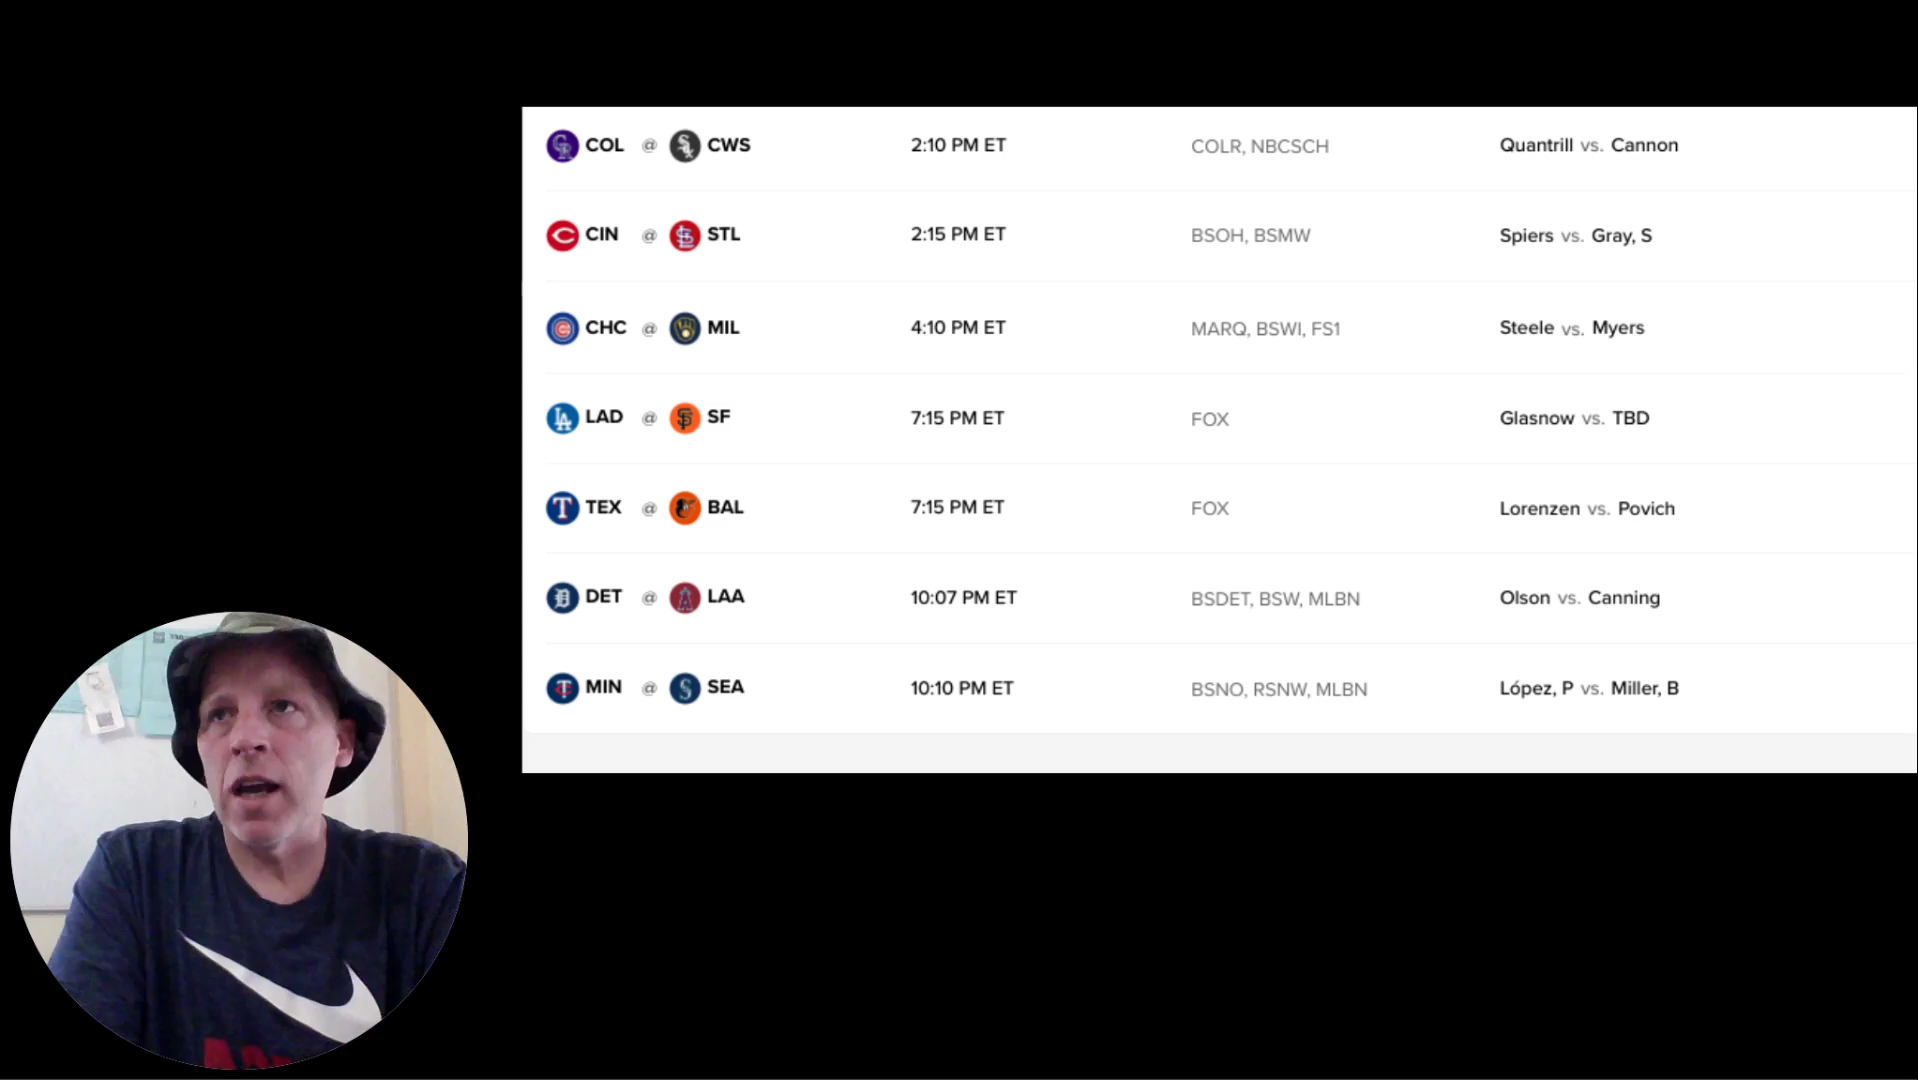 COL @ CWS 2:10 PM ET COLR, NBCSCH Quantrill vs. Cannon
CIN @ STL 2:15 PM ET BSOH, BSMW Spiers vs. Gray, S
CHC @ MIL 4:10 PM ET MARQ, BSWI, FS1 Steele vs. Myers
LAD @ SF 7:15 PM ET FOX Glasnow vs. TBD
TEX @ BAL 7:15 PM ET FOX Lorenzen vs. Povich
DET @ LAA 10:07 PM ET BSDET, BSW, MLBN Olson vs. Canning
MIN @ SEA 10:10 PM ET BSNO, RSNW, MLBN López, P vs. Miller, B